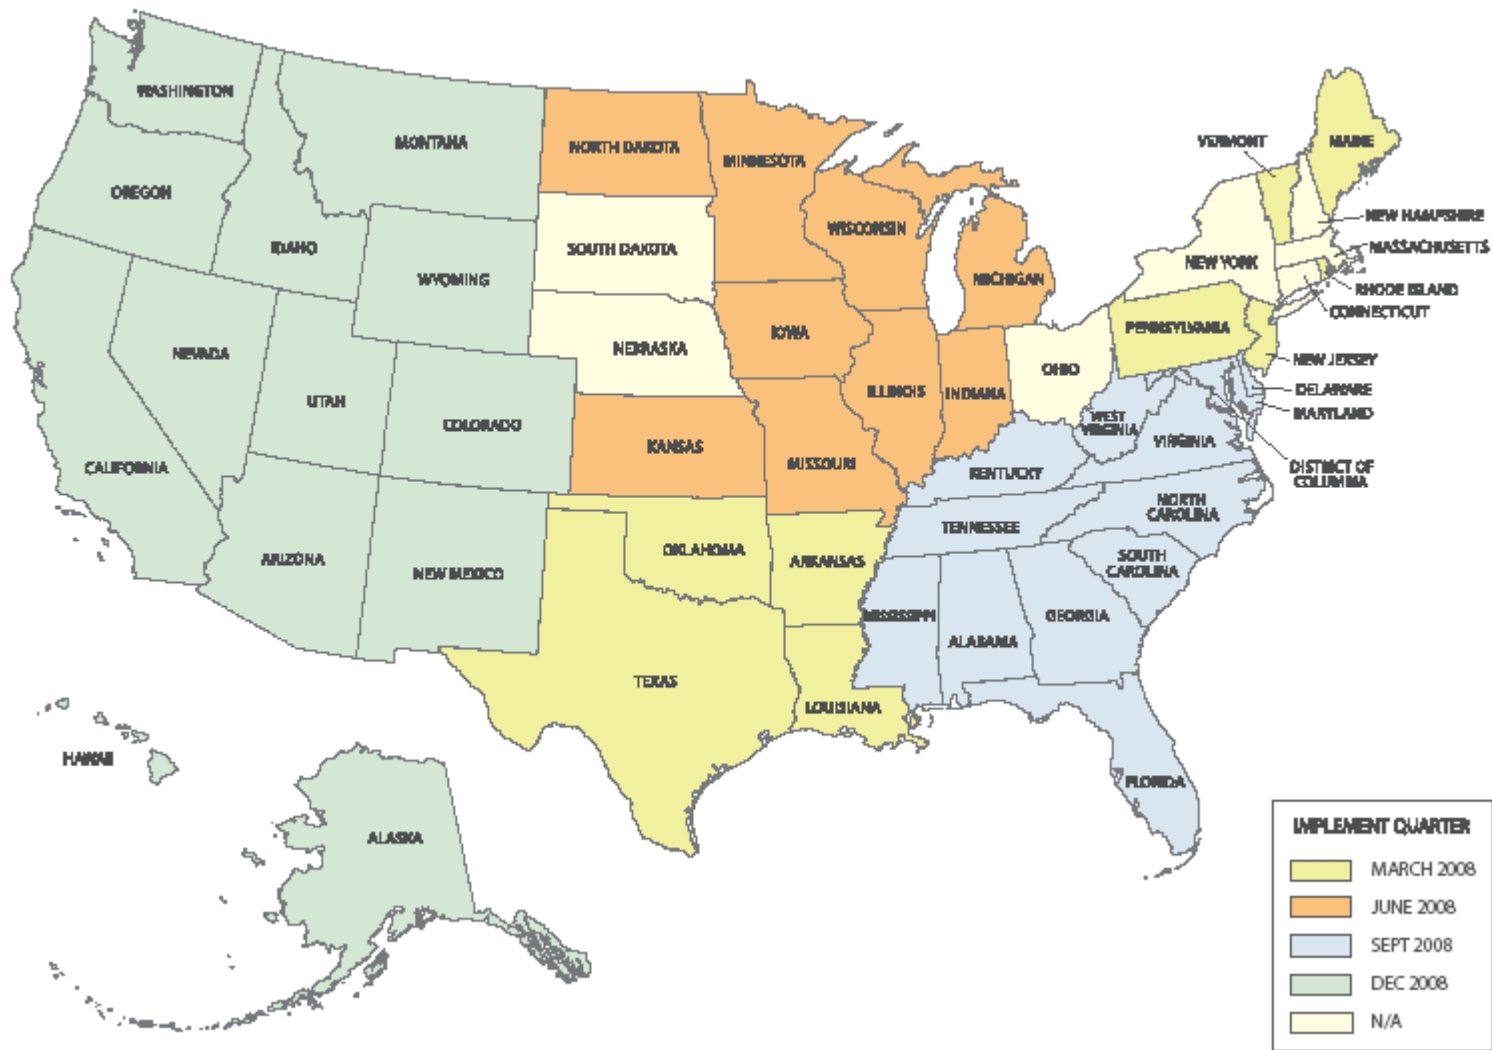 WASHINGTON
MONTANA
NORTH DAKOTA
MINNESOTA
VERMONT
MAINE
OREGON
IDAHO
WYOMING
SOUTH DAKOTA
WISCONSIN
MICHIGAN
NEW YORK
NEW HAMPSHIRE
MASSACHUSETTS
RHODE ISLAND
CONNECTICUT
NEVADA
UTAH
COLORADO
NEBRASKA
IOWA
ILLINOIS
INDIANA
OHIO
PENNSYLVANIA
NEW JERSEY
DELAWARE
MARYLAND
DISTRICT OF
COLUMBIA
CALIFORNIA
KANSAS
MISSOURI
KENTUCKY
WEST
VIRGINIA
VIRGINIA
ARIZONA
NEW MEXICO
OKLAHOMA
ARKANSAS
TENNESSEE
NORTH
CAROLINA
SOUTH
CAROLINA
TEXAS
LOUISIANA
MISSISSIPPI
ALABAMA
GEORGIA
FLORIDA
HAWAII
ALASKA
IMPLEMENT QUARTER
MARCH 2008
JUNE 2008
SEPT 2008
DEC 2008
N/A